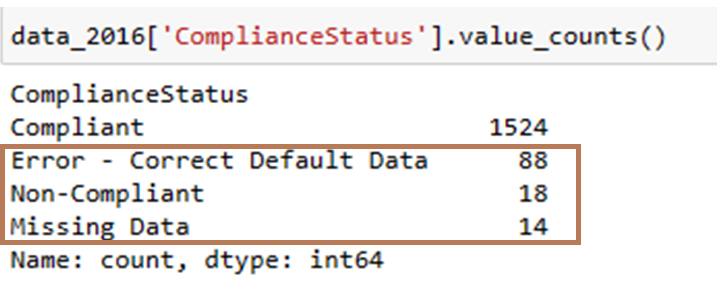 data_2016['ComplianceStatus'].value_counts()
ComplianceStatus
Compliant 1524
Error - Correct Default Data 88
Non-Compliant 18
Missing Data 14
Name: count, dtype: int64